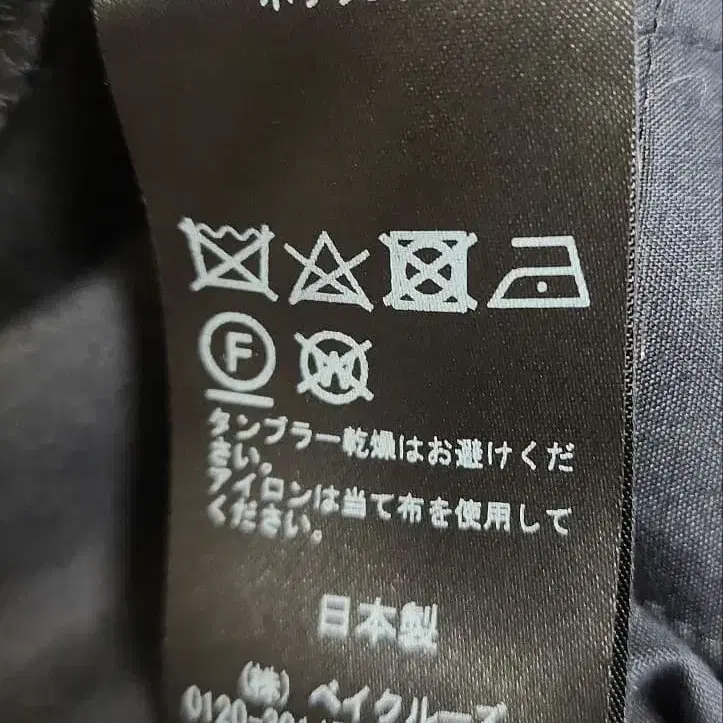 F
W
タンブラー乾燥はお避けくだ
さい。
アイロンは当て布を使用して
ください。
日本製
(株) ベイクルーズ